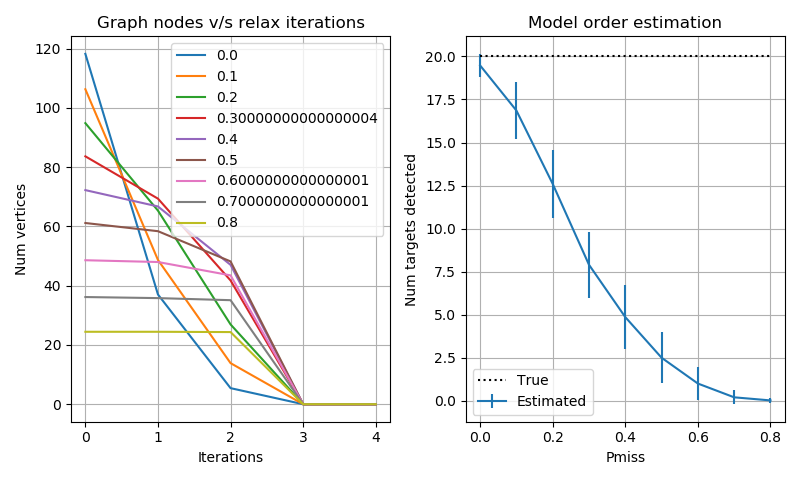 Graph nodes v/s relax iterations
120
100
80
60
40
20
0
Num vertices
0.0
0.1
0.2
0.30000000000000004
0.4
0.5
0.6000000000000001
0.7000000000000001
0.8
0 1 2 3 4
Iterations
Model order estimation
20.0
17.5
15.0
12.5
10.0
7.5
5.0
2.5
0.0
Num targets detected
True
Estimated
0.0 0.2 0.4 0.6 0.8
Pmiss